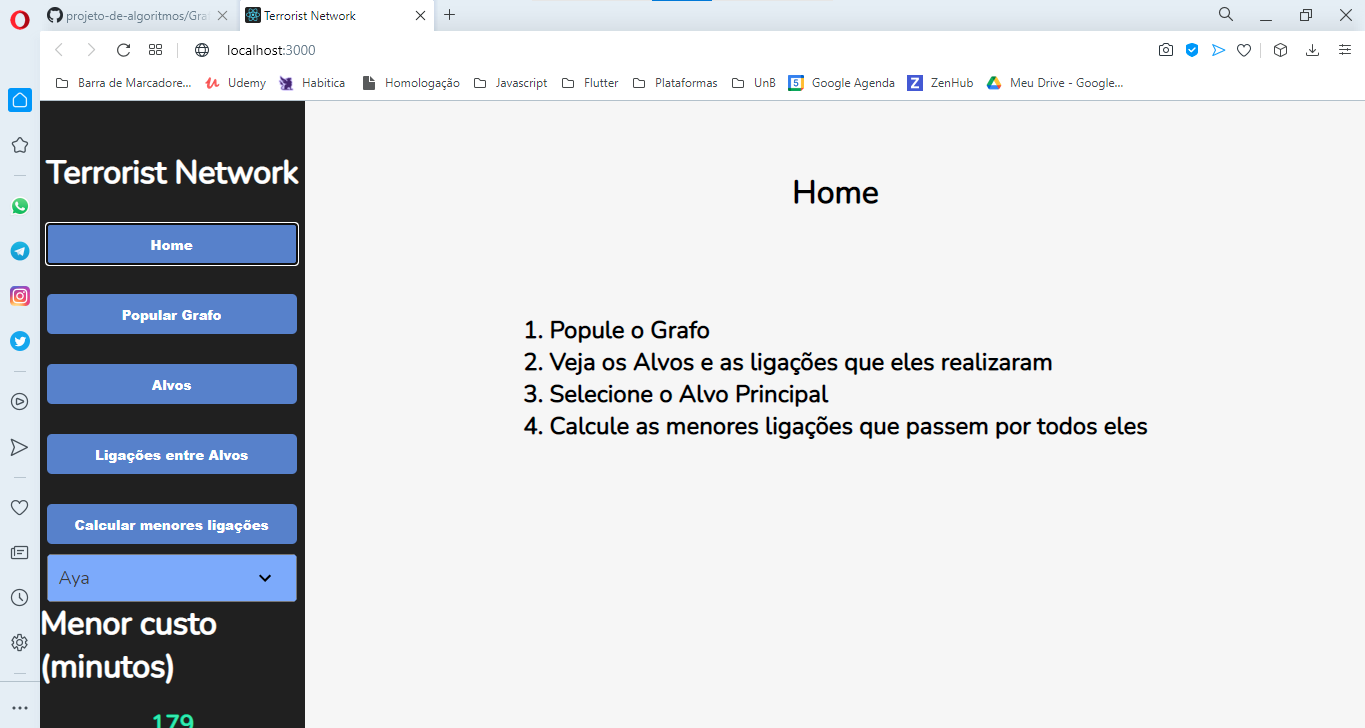 projeto-de-algoritmos/Gra
Terrorist Network
localhost:3000
Barra de Marcadore...
Udemy
Habitica
Homologação
Javascript
Flutter
Plataformas
UnB
5
Google Agenda
Z
ZenHub
Meu Drive - Google...
Terrorist Network
Home
Popular Grafo
Alvos
Ligações entre Alvos
Calcular menores ligações
Aya
Menor custo
(minutos)
179
Home
1. Popule o Grafo
2. Veja os Alvos e as ligações que eles realizaram
3. Selecione o Alvo Principal
4. Calcule as menores ligações que passem por todos eles